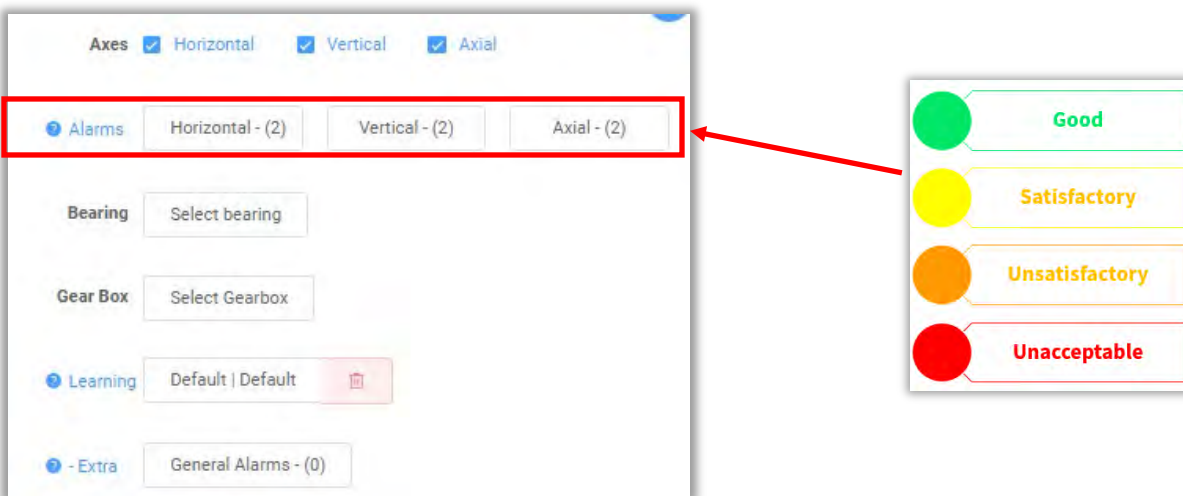 Axes Horizontal Vertical Axial
Alarms Horizontal - (2) Vertical - (2) Axial - (2)
Bearing Select bearing
Gear Box Select Gearbox
Learning Default | Default
- Extra General Alarms - (0)
Good
Satisfactory
Unsatisfactory
Unacceptable